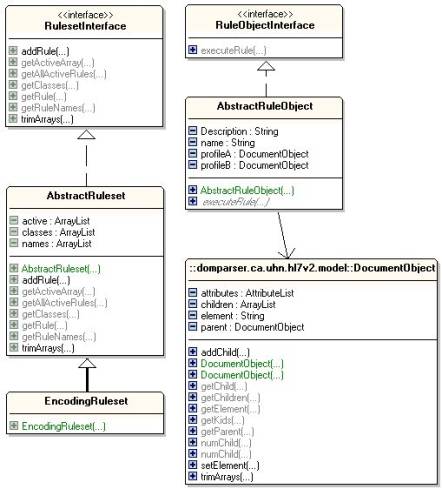 <<interface>>
RulesetInterface
addRule(...)
getActiveArray(...)
getAllActiveRules(...)
getClasses(...)
getRule(...)
getRuleNames(...)
trimArrays(...)
<<interface>>
RuleObjectInterface
executeRule(...)
AbstractRuleObject
Description : String
name : String
profileA : DocumentObject
profileB : DocumentObject
AbstractRuleObject(...)
executeRule(...)
AbstractRuleset
active : ArrayList
classes : ArrayList
names : ArrayList
AbstractRuleset(...)
addRule(...)
getActiveArray(...)
getAllActiveRules(...)
getClasses(...)
getRule(...)
getRuleNames(...)
trimArrays(...)
::domparser.ca.uhn.hl7v2.model::DocumentObject
attributes : AttributeList
children : ArrayList
element : String
parent : DocumentObject
addChild(...)
DocumentObject(...)
DocumentObject(...)
getChild(...)
getChildren(...)
getElement(...)
getKids(...)
getParent(...)
numChild(...)
numChild(...)
setElement(...)
trimArrays(...)
EncodingRuleset
EncodingRuleset(...)